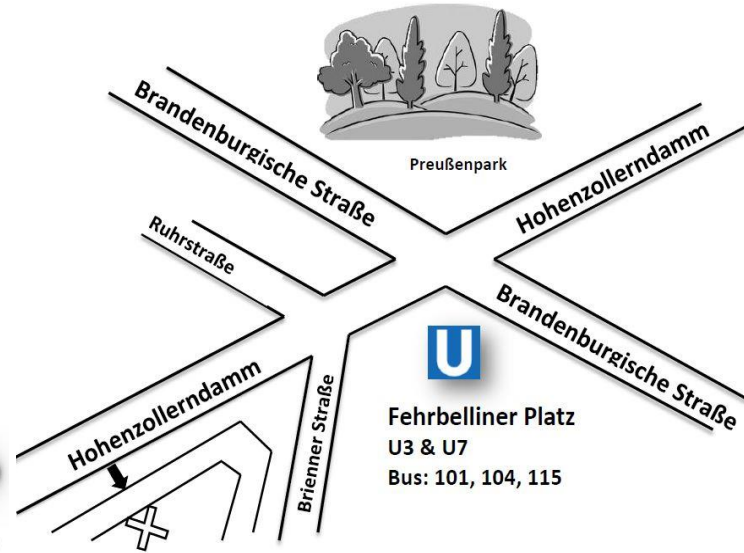 Preußenpark
Brandenburgische Straße
Hohenzollerndamm
Ruhrstraße
Brandenburgische Straße
U
Hohenzollerndamm
Brienner Straße
Fehrbelliner Platz
U3 & U7
Bus: 101, 104, 115